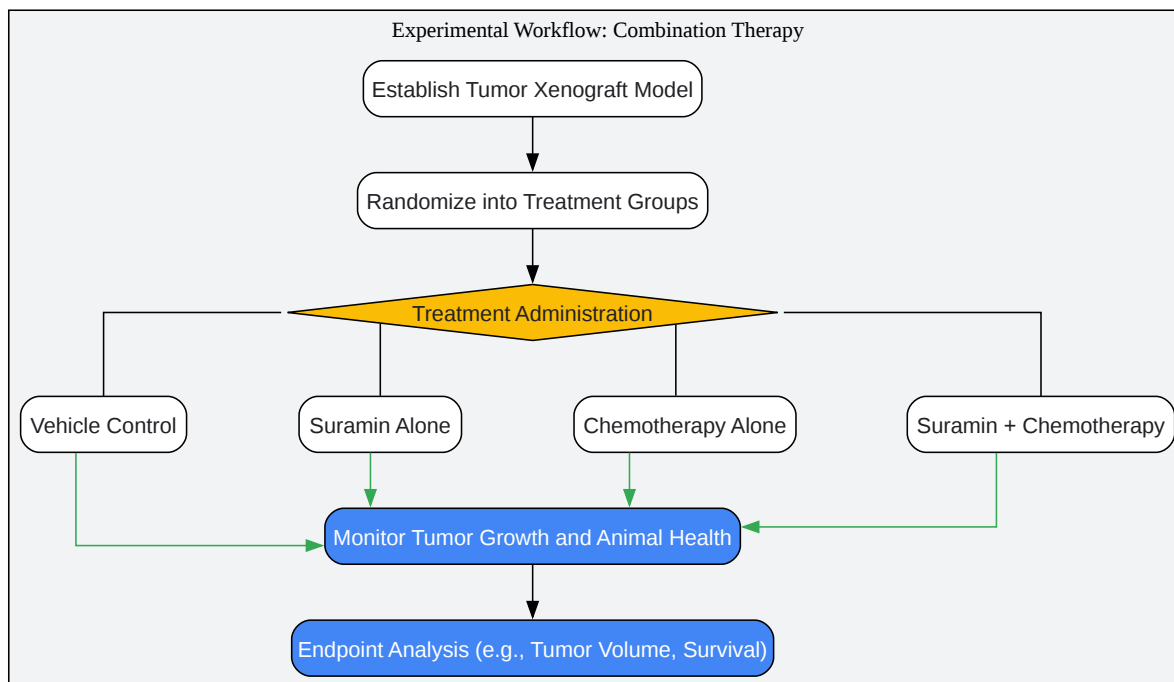 Experimental Workflow: Combination Therapy
Establish Tumor Xenograft Model
Randomize into Treatment Groups
Treatment Administration
Vehicle Control
Suramin Alone
Chemotherapy Alone
Suramin + Chemotherapy
Monitor Tumor Growth and Animal Health
Endpoint Analysis (e.g., Tumor Volume, Survival)